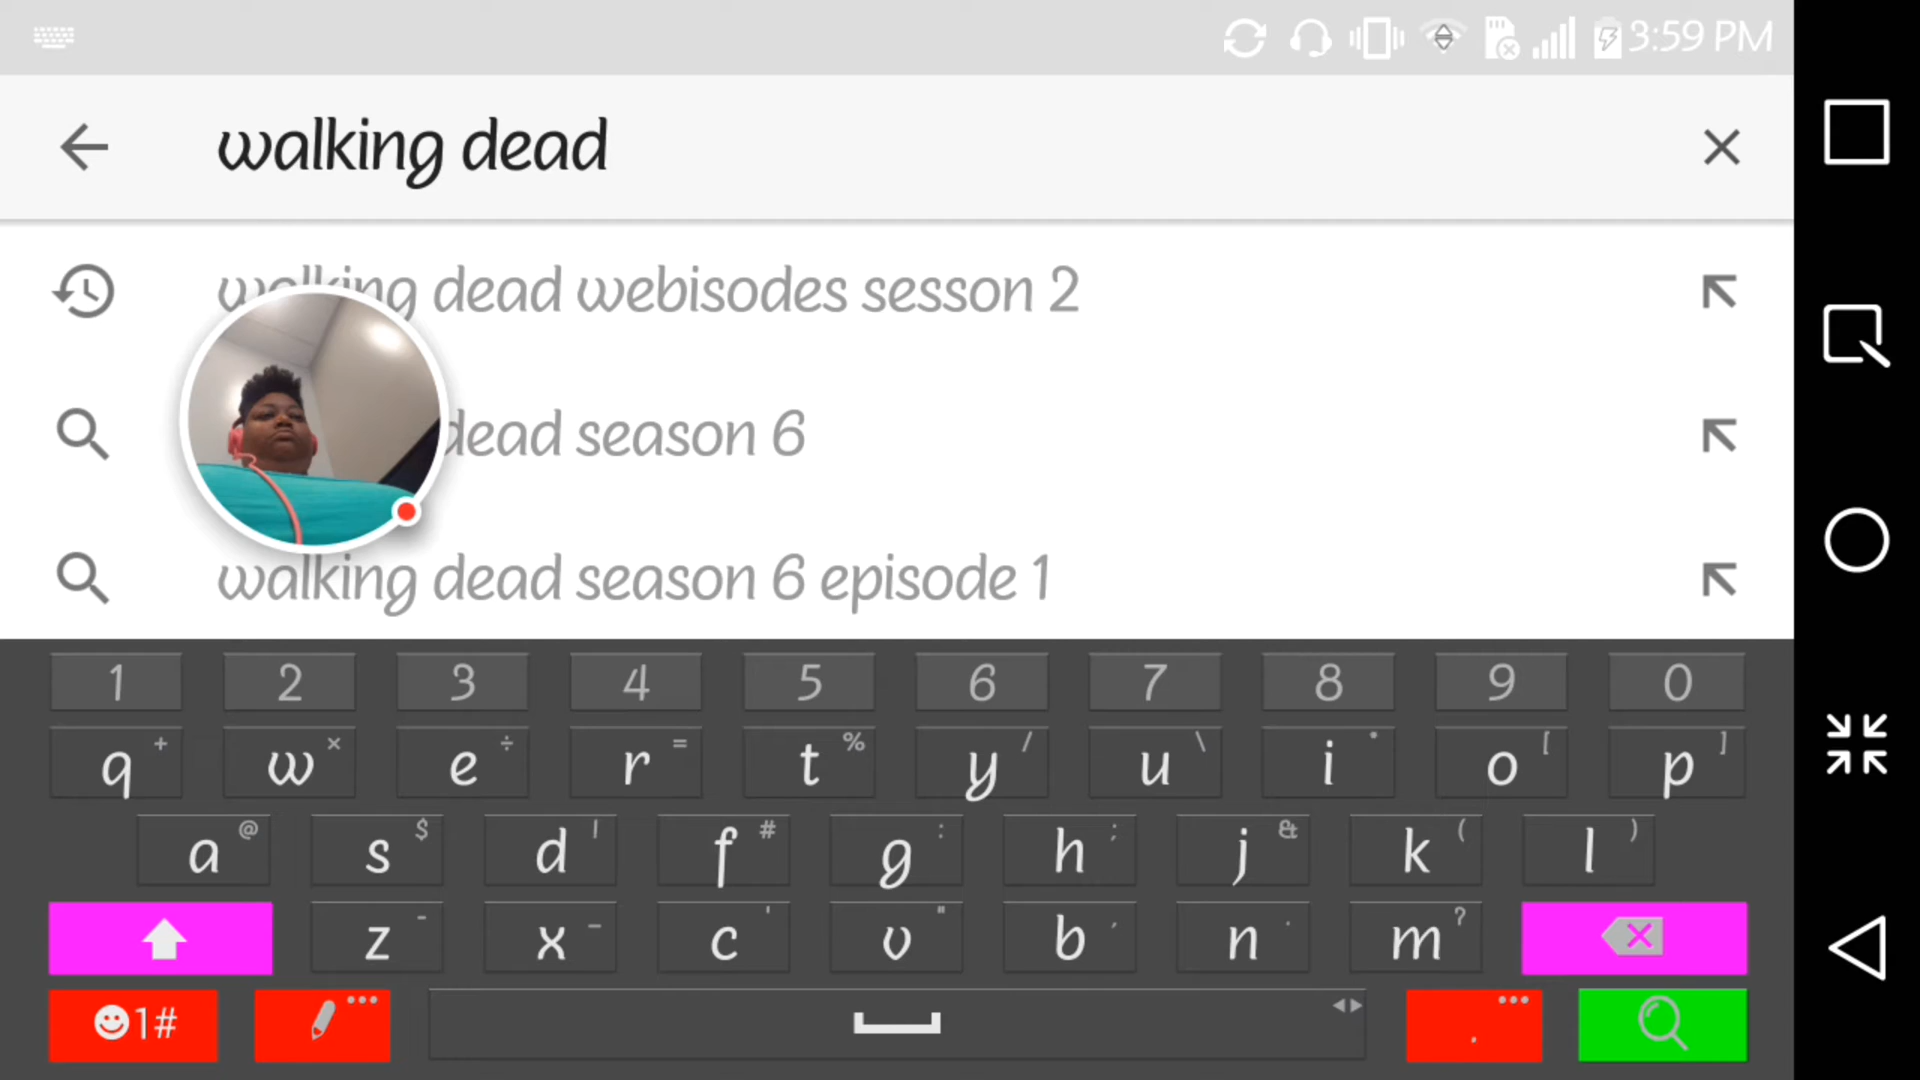 3:59 PM
walking dead
walking dead webisodes sesson 2
dead season 6
walking dead season 6 episode 1
1 2 3 4 5 6 7 8 9 0
q + w × e ÷ r = t % y / u \ i * o [ p ]
a @ s $ d | f # g : h ; j & k ( l )
z - x _ c ' v " b , n . m ?
1# .